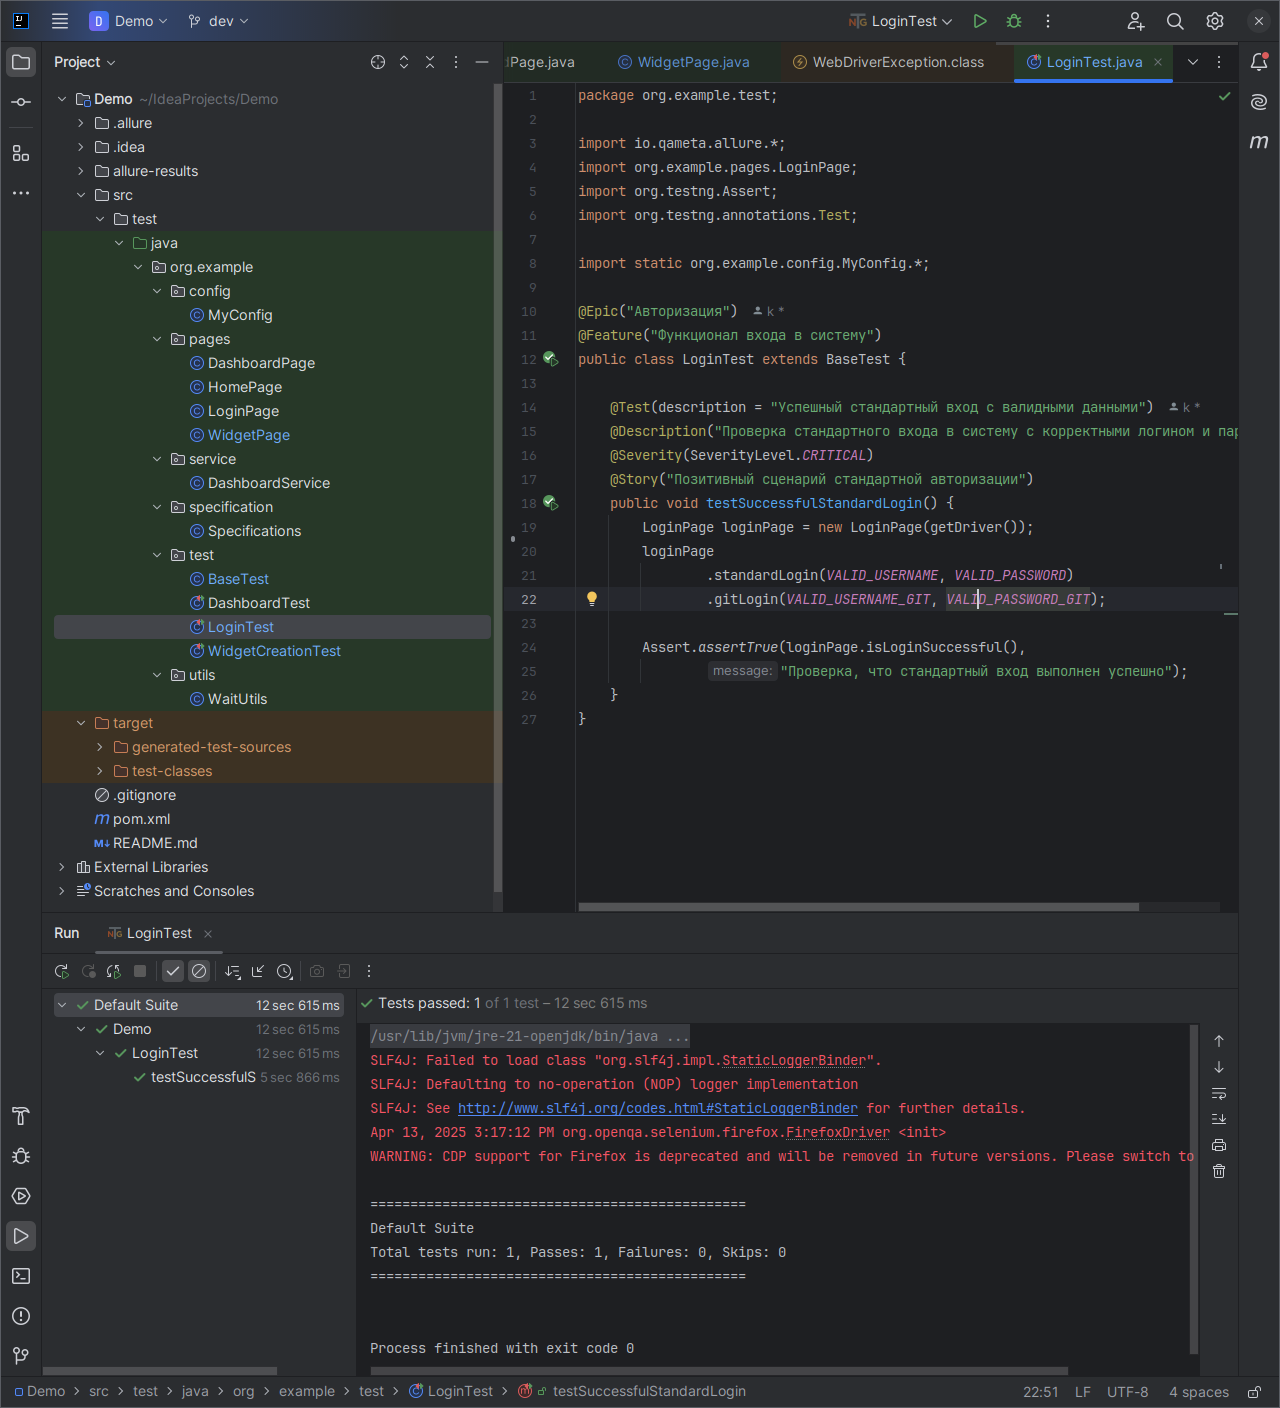 D Demo dev LoginTest
Project
dPage.java WidgetPage.java WebDriverException.class LoginTest.java
Demo ~/IdeaProjects/Demo
.allure
.idea
allure-results
src
test
java
org.example
config
MyConfig
pages
DashboardPage
HomePage
LoginPage
WidgetPage
service
DashboardService
specification
Specifications
test
BaseTest
DashboardTest
LoginTest
WidgetCreationTest
utils
WaitUtils
target
generated-test-sources
test-classes
.gitignore
m pom.xml
M↓ README.md
External Libraries
Scratches and Consoles
1 package org.example.test;
2
3 import io.qameta.allure.*;
4 import org.example.pages.LoginPage;
5 import org.testng.Assert;
6 import org.testng.annotations.Test;
7
8 import static org.example.config.MyConfig.*;
9
10 @Epic("Авторизация") k *
11 @Feature("Функционал входа в систему")
12 public class LoginTest extends BaseTest {
13
14 @Test(description = "Успешный стандартный вход с валидными данными") k *
15 @Description("Проверка стандартного входа в систему с корректными логином и пар
16 @Severity(SeverityLevel.CRITICAL)
17 @Story("Позитивный сценарий стандартной авторизации")
18 public void testSuccessfulStandardLogin() {
19 LoginPage loginPage = new LoginPage(getDriver());
20 loginPage
21 .standardLogin(VALID_USERNAME, VALID_PASSWORD)
22 .gitLogin(VALID_USERNAME_GIT, VALID_PASSWORD_GIT);
23
24 Assert.assertTrue(loginPage.isLoginSuccessful(),
25 message: "Проверка, что стандартный вход выполнен успешно");
26 }
27 }
Run LoginTest
Default Suite 12 sec 615 ms
Demo 12 sec 615 ms
LoginTest 12 sec 615 ms
testSuccessfulS 5 sec 866 ms
Tests passed: 1 of 1 test – 12 sec 615 ms
/usr/lib/jvm/jre-21-openjdk/bin/java ...
SLF4J: Failed to load class "org.slf4j.impl.StaticLoggerBinder".
SLF4J: Defaulting to no-operation (NOP) logger implementation
SLF4J: See http://www.slf4j.org/codes.html#StaticLoggerBinder for further details.
Apr 13, 2025 3:17:12 PM org.openqa.selenium.firefox.FirefoxDriver <init>
WARNING: CDP support for Firefox is deprecated and will be removed in future versions. Please switch to
===============================================
Default Suite
Total tests run: 1, Passes: 1, Failures: 0, Skips: 0
===============================================
Process finished with exit code 0
Demo > src > test > java > org > example > test > LoginTest > testSuccessfulStandardLogin 22:51 LF UTF-8 4 spaces